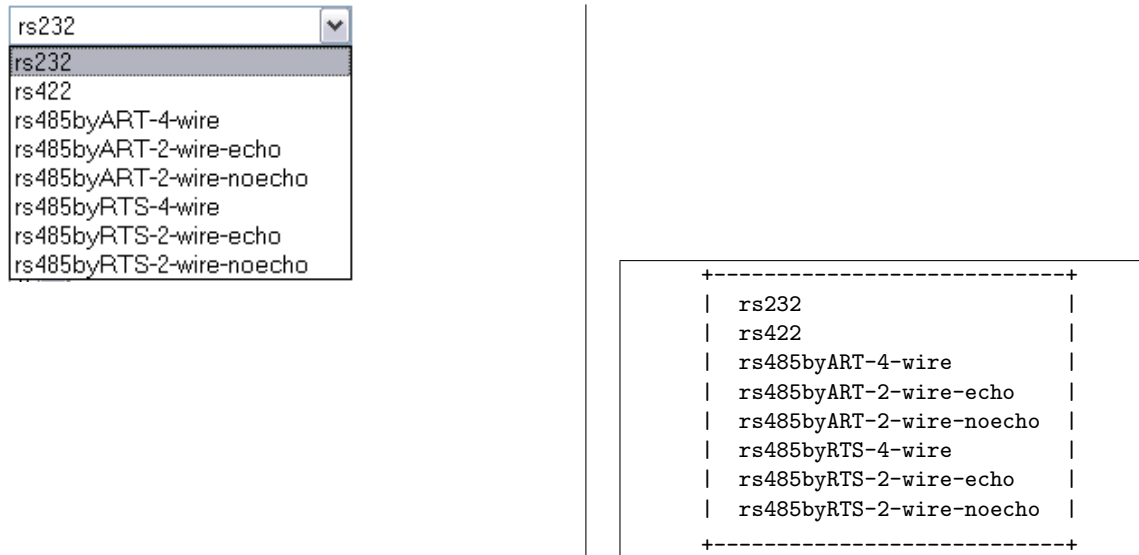 rs232
rs232
rs422
rs485byART-4-wire
rs485byART-2-wire-echo
rs485byART-2-wire-noecho
rs485byRTS-4-wire
rs485byRTS-2-wire-echo
rs485byRTS-2-wire-noecho
+----------------------------+
|  rs232                     |
|  rs422                     |
|  rs485byART-4-wire         |
|  rs485byART-2-wire-echo    |
|  rs485byART-2-wire-noecho  |
|  rs485byRTS-4-wire         |
|  rs485byRTS-2-wire-echo    |
|  rs485byRTS-2-wire-noecho  |
+----------------------------+